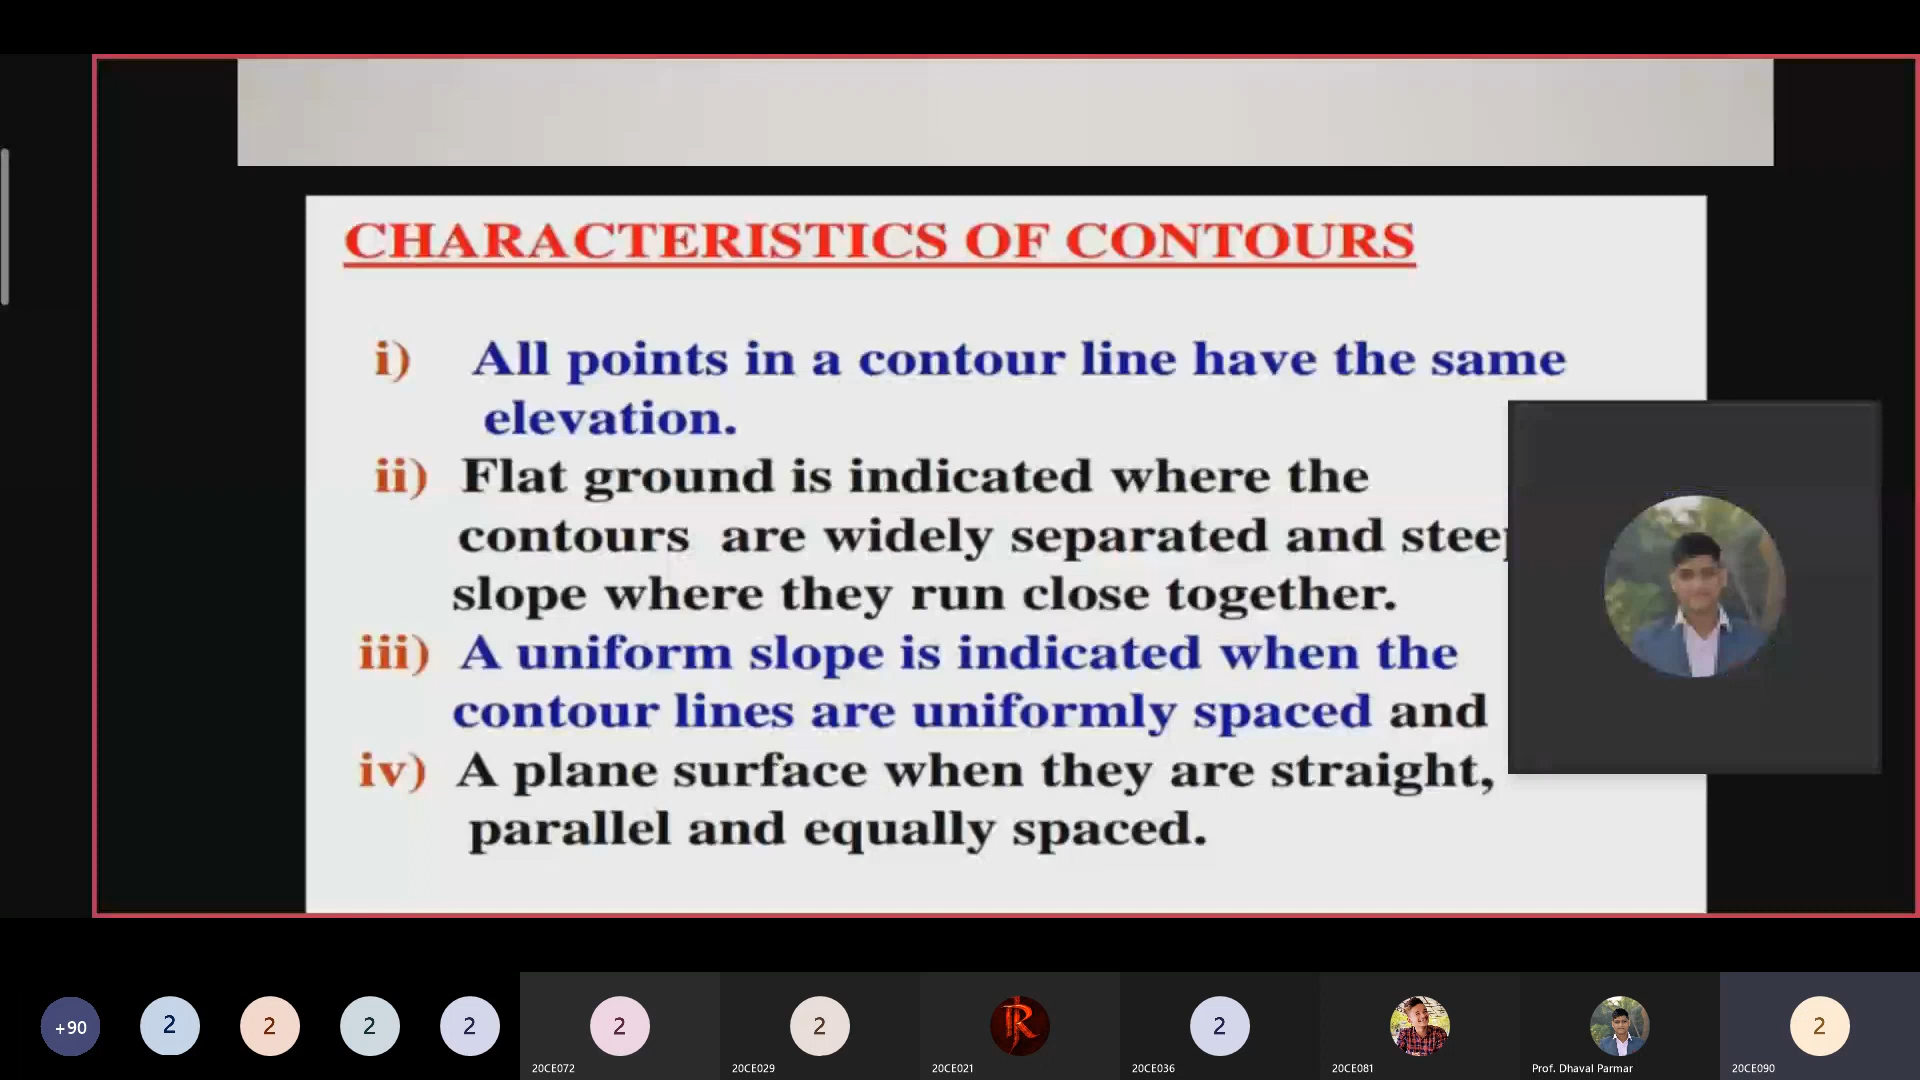 CHARACTERISTICS OF CONTOURS
i) All points in a contour line have the same
elevation.
ii) Flat ground is indicated where the
contours are widely separated and
slope where they run close together.
iii) A uniform slope is indicated when the
contour lines are uniformly spaced and
iv) A plane surface when they are straight,
parallel and equally spaced.
+90 2 2 2 2 2 2 R 2 2
20CE072 20CE029 20CE021 20CE036 20CE081 Prof. Dhaval Parmar 20CE090